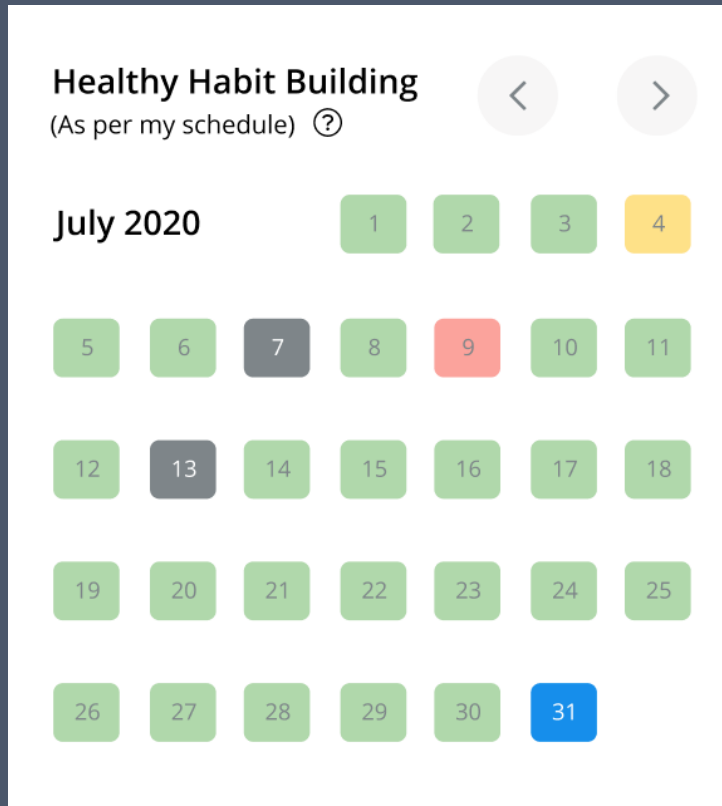 Healthy Habit Building
(As per my schedule) ?
July 2020 1 2 3 4
5 6 7 8 9 10 11
12 13 14 15 16 17 18
19 20 21 22 23 24 25
26 27 28 29 30 31